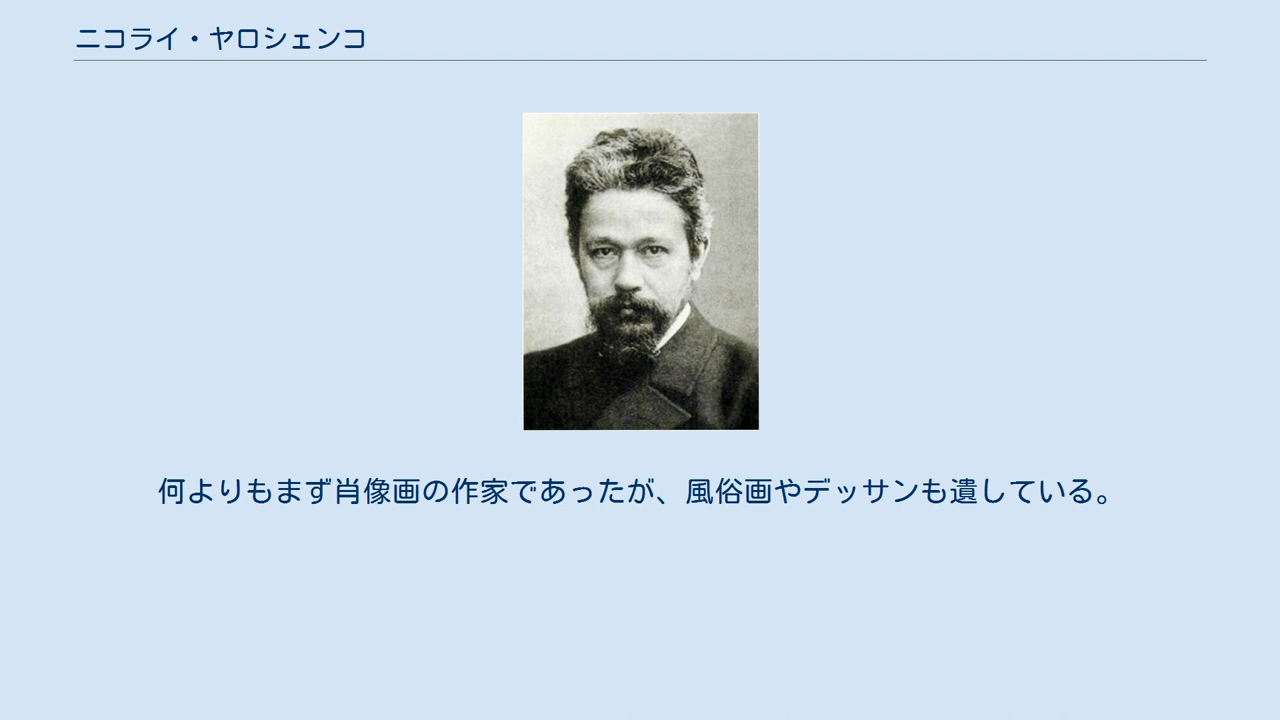 ニコライ・ヤロシェンコ
何よりもまず肖像画の作家であったが、風俗画やデッサンも遺している。